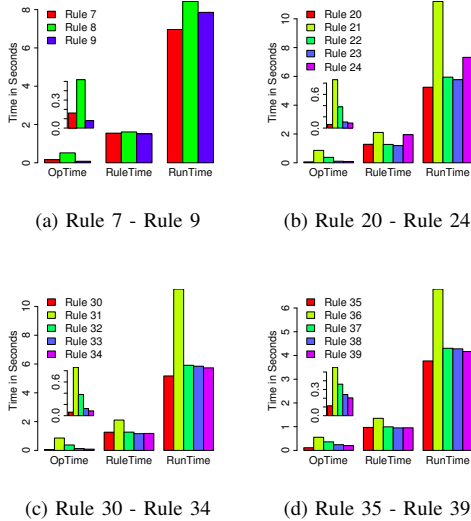 Time in Seconds
0
2
4
6
8
Rule 7
Rule 8
Rule 9
0.0
0.3
OpTime
RuleTime
RunTime
(a) Rule 7 - Rule 9
Time in Seconds
0
2
4
6
8
10
Rule 20
Rule 21
Rule 22
Rule 23
Rule 24
0.0
0.6
OpTime
RuleTime
RunTime
(b) Rule 20 - Rule 24
Time in Seconds
0
2
4
6
8
10
Rule 30
Rule 31
Rule 32
Rule 33
Rule 34
0.0
0.6
OpTime
RuleTime
RunTime
(c) Rule 30 - Rule 34
Time in Seconds
0
1
2
3
4
5
6
Rule 35
Rule 36
Rule 37
Rule 38
Rule 39
0.0
0.3
OpTime
RuleTime
RunTime
(d) Rule 35 - Rule 39